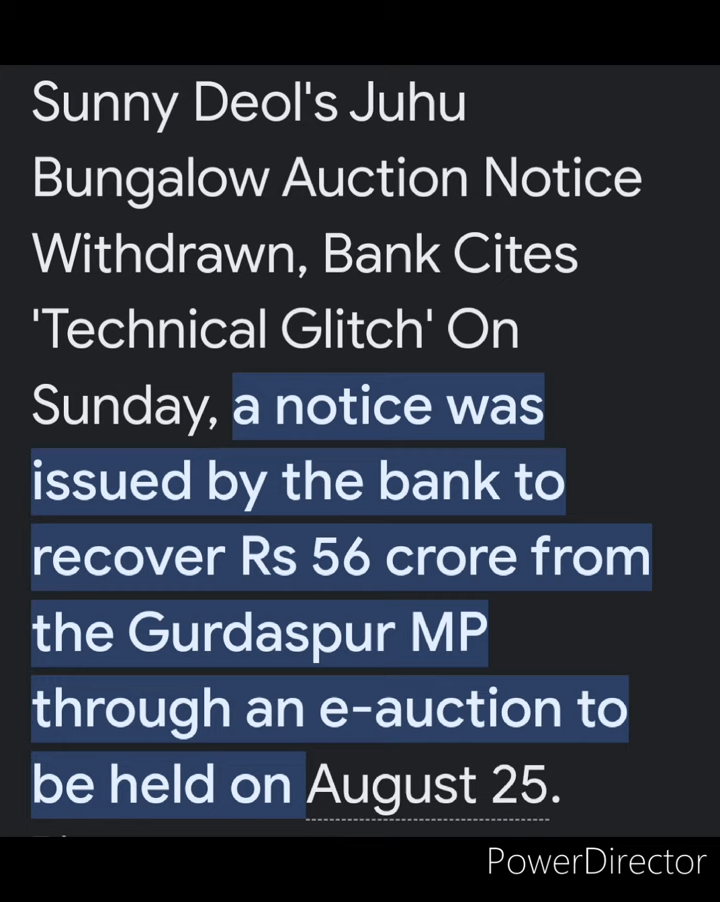 Sunny Deol's Juhu
Bungalow Auction Notice
Withdrawn, Bank Cites
'Technical Glitch' On
Sunday, a notice was
issued by the bank to
recover Rs 56 crore from
the Gurdaspur MP
through an e-auction to
be held on August 25.
PowerDirector